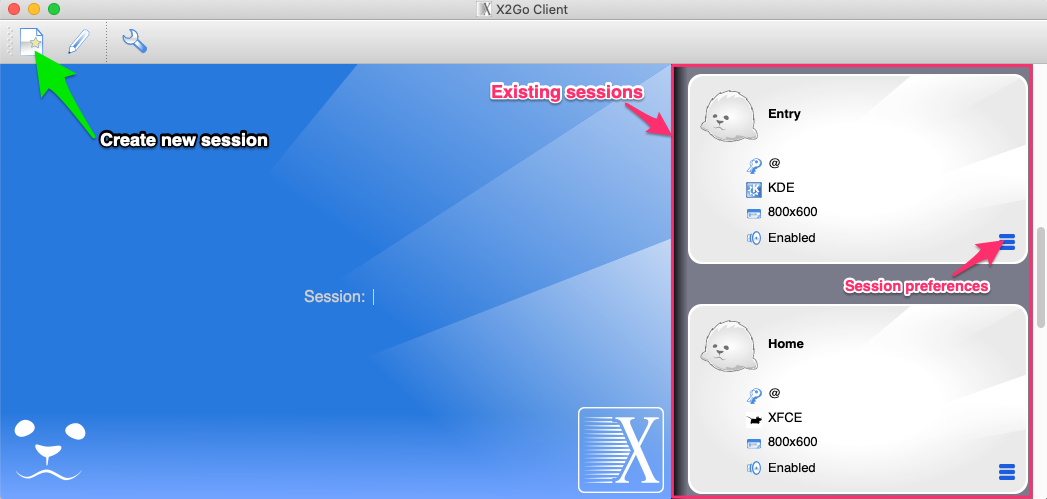 X2Go Client
Create new session
Existing sessions
Session:
Entry
@
KDE
800x600
Enabled
Session preferences
Home
@
XFCE
800x600
Enabled
X